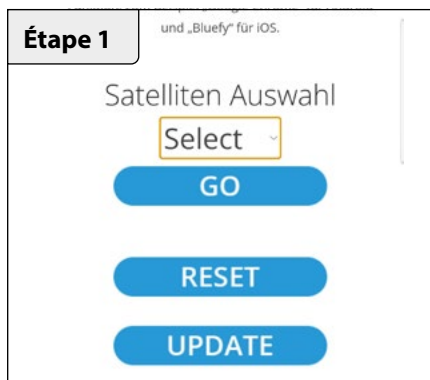 Étape 1
und „Bluefy“ für iOS.
Satelliten Auswahl
Select
GO
RESET
UPDATE